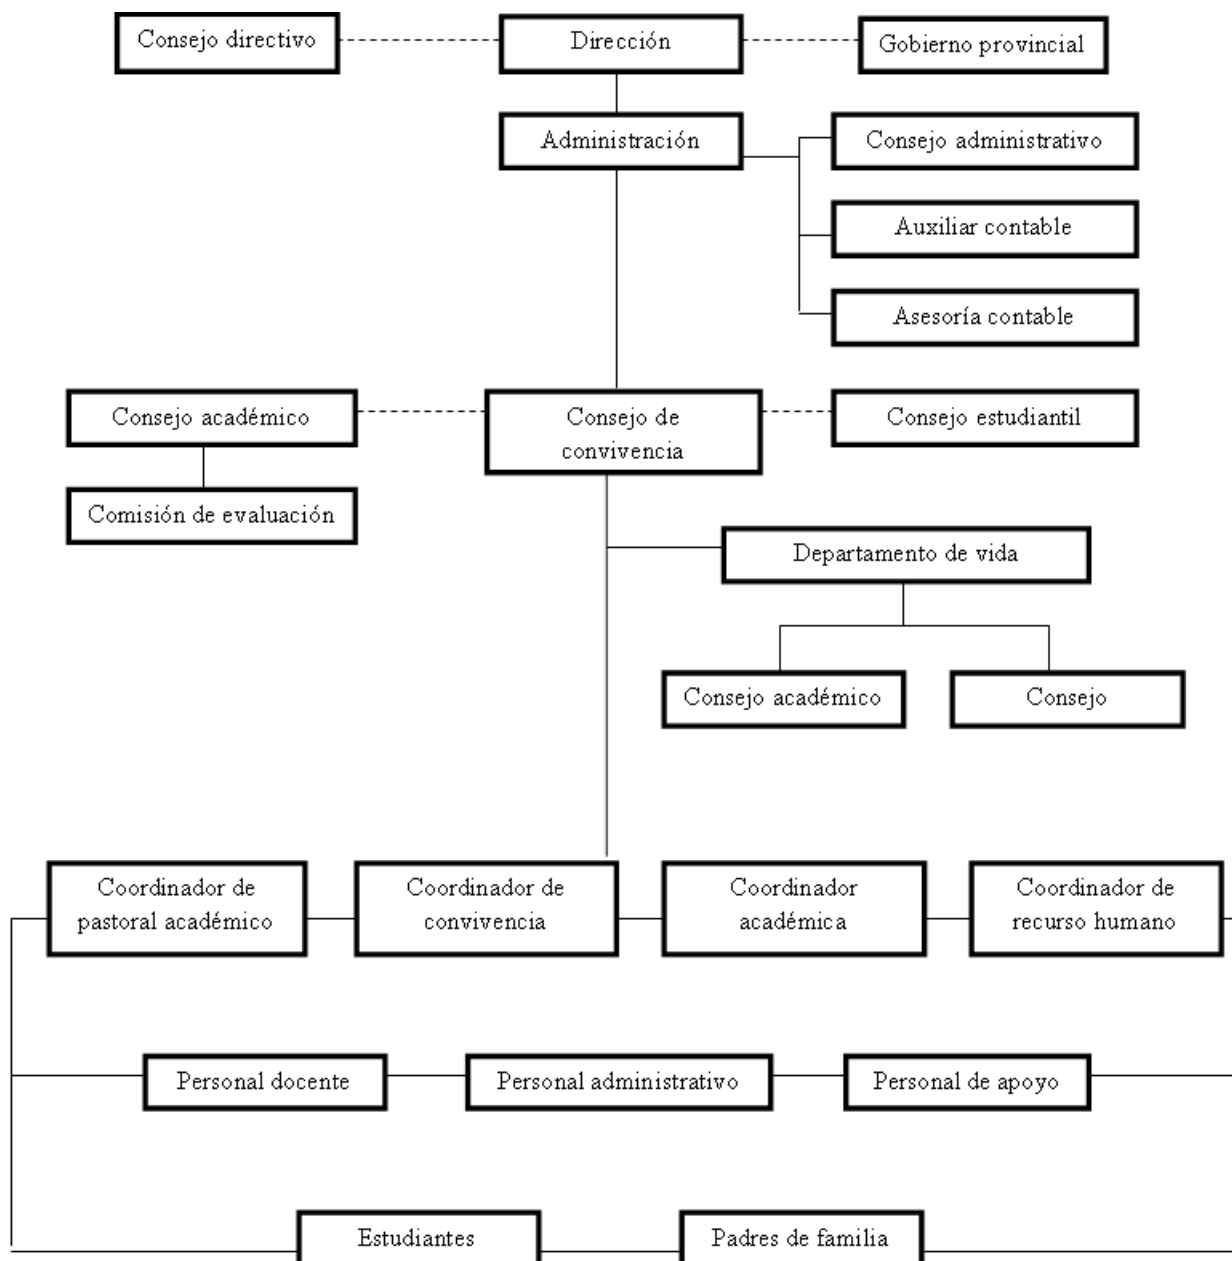 Consejo directivo
Dirección
Gobierno provincial
Administración
Consejo administrativo
Auxiliar contable
Asesoría contable
Consejo académico
Consejo de
convivencia
Consejo estudiantil
Comisión de evaluación
Departamento de vida
Consejo académico
Consejo
Coordinador de
pastoral académico
Coordinador de
convivencia
Coordinador
académica
Coordinador de
recurso humano
Personal docente
Personal administrativo
Personal de apoyo
Estudiantes
Padres de familia